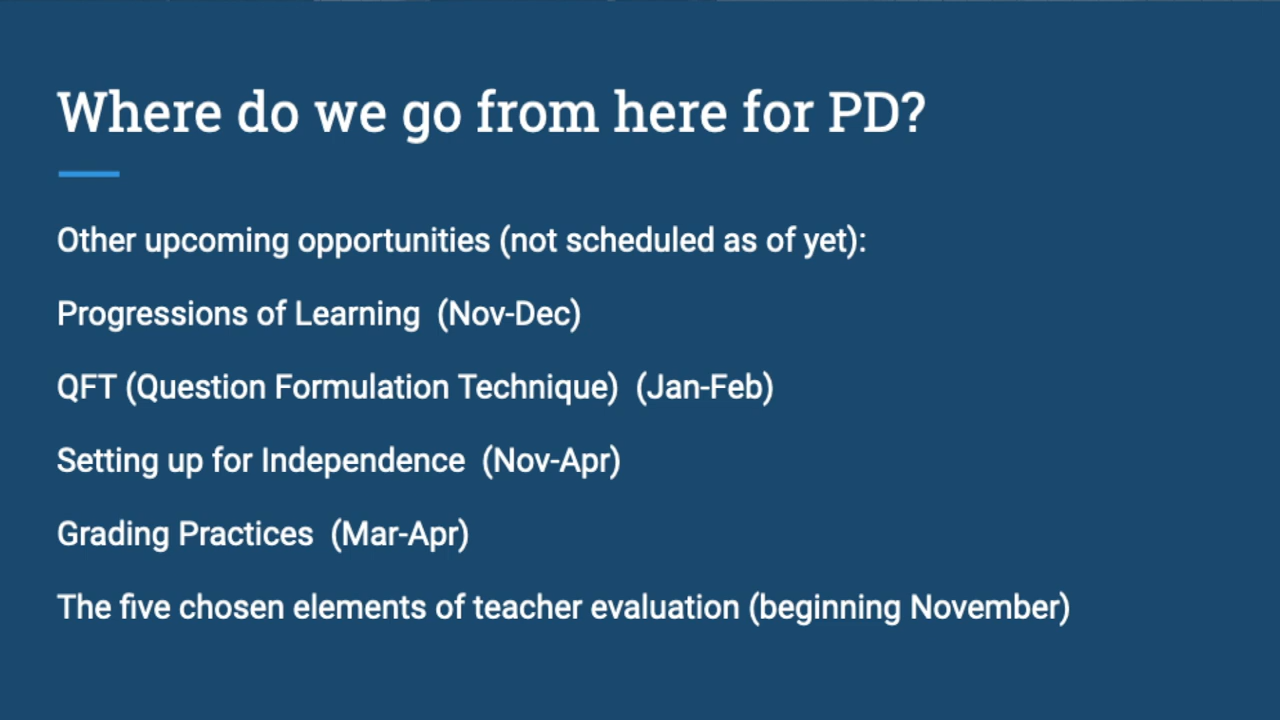 Where do we go from here for PD?
Other upcoming opportunities (not scheduled as of yet):
Progressions of Learning  (Nov-Dec)
QFT (Question Formulation Technique)  (Jan-Feb)
Setting up for Independence  (Nov-Apr)
Grading Practices  (Mar-Apr)
The five chosen elements of teacher evaluation (beginning November)